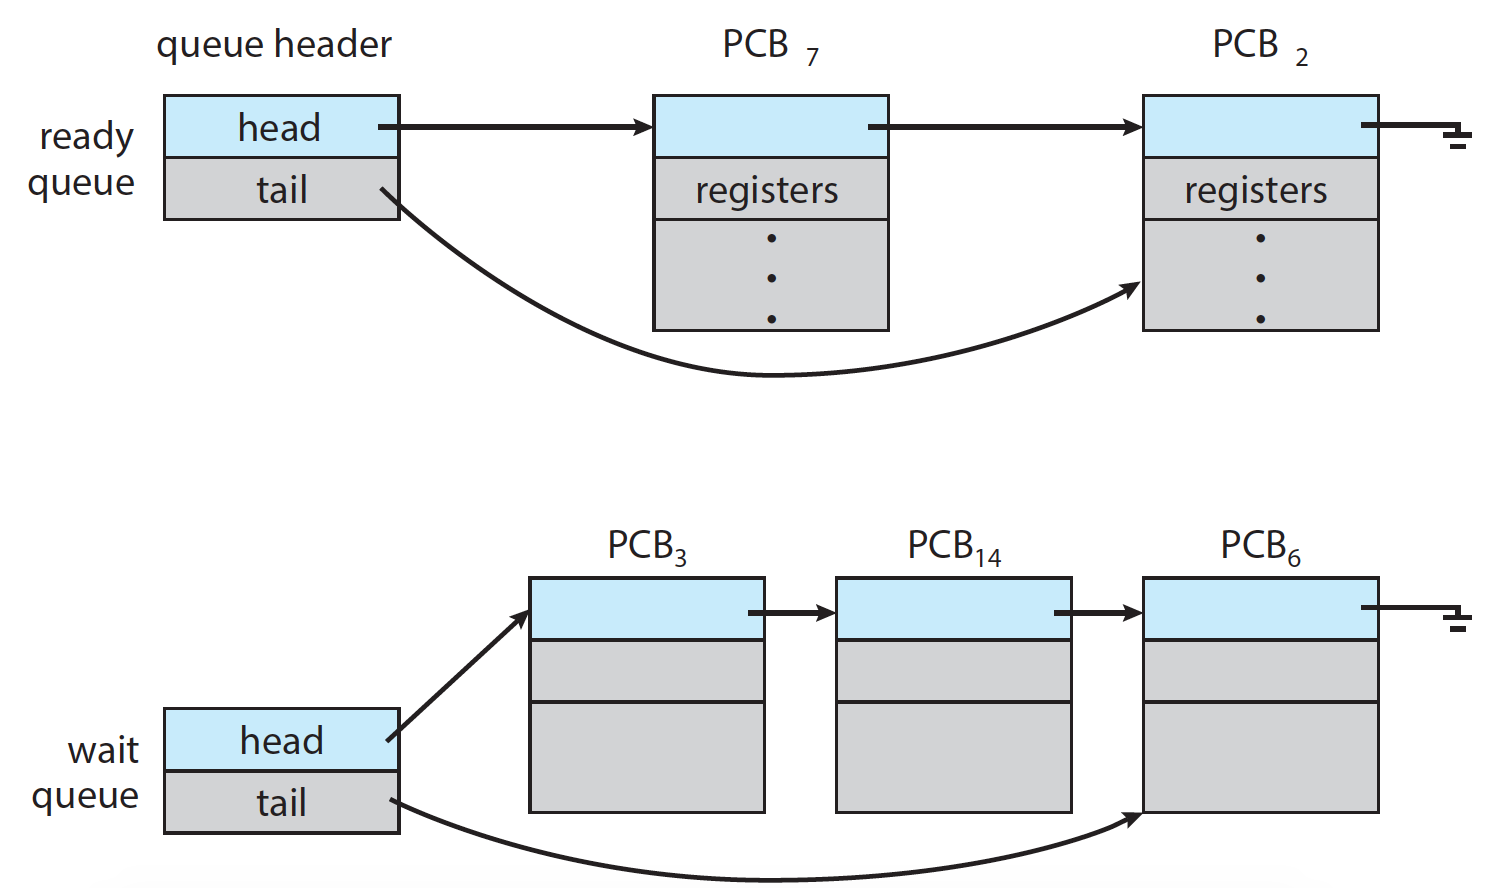 queue header
PCB 7
PCB 2
ready
queue
head
tail
registers
registers
PCB3
PCB14
PCB6
wait
queue
head
tail